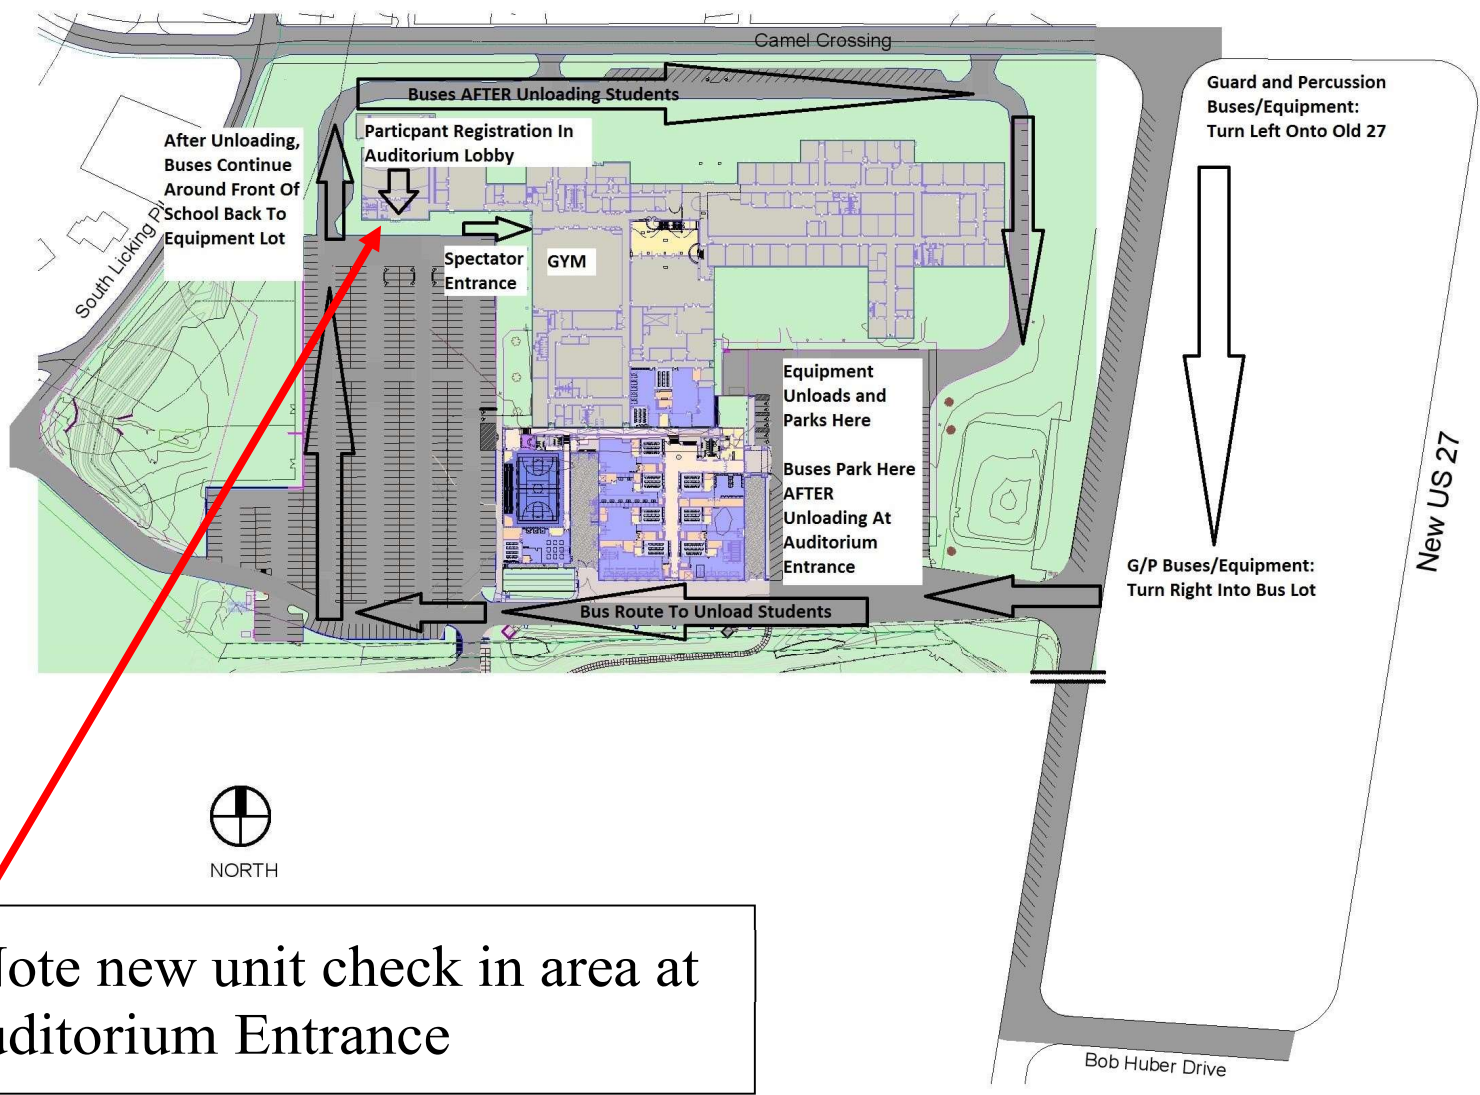 Camel Crossing
Buses AFTER Unloading Students
Guard and Percussion
Buses/Equipment:
Turn Left Onto Old 27
After Unloading,
Buses Continue
Around Front Of
School Back To
Equipment Lot
Particpant Registration In
Auditorium Lobby
South Licking
Spectator
Entrance
GYM
Equipment
Unloads and
Parks Here
Buses Park Here
AFTER
Unloading At
Auditorium
Entrance
New US 27
G/P Buses/Equipment:
Turn Right Into Bus Lot
Bus Route To Unload Students
NORTH
ote new unit check in area at
uditorium Entrance
Bob Huber Drive